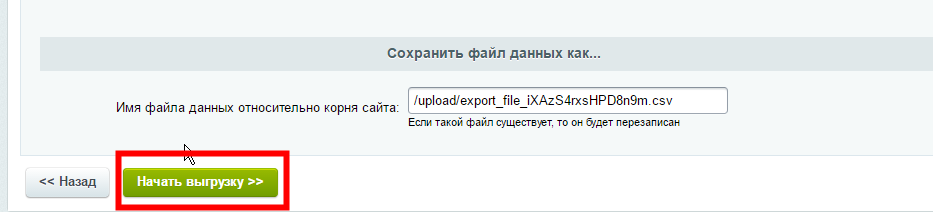 Сохранить файл данных как...
Имя файла данных относительно корня сайта: /upload/export_file_iXAzS4rxsHPD8n9m.csv
Если такой файл существует, то он будет перезаписан
<< Назад Начать выгрузку >>